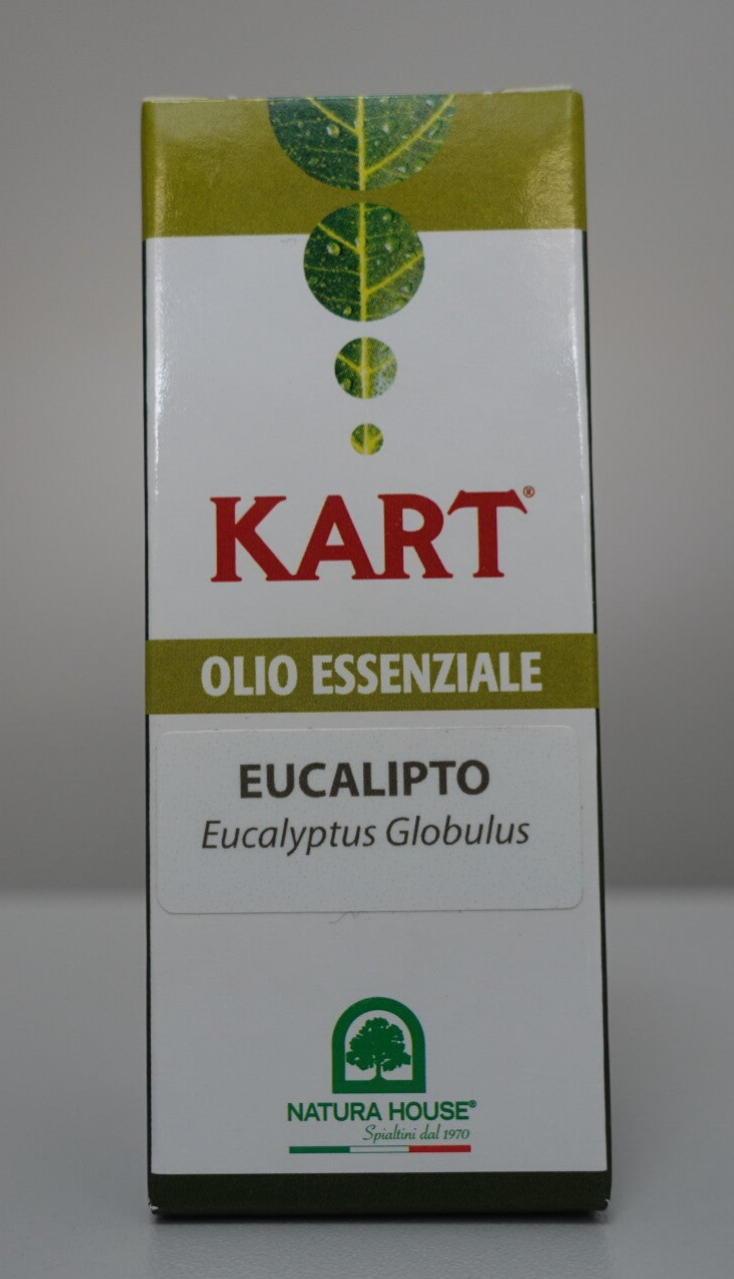 KART®
OLIO ESSENZIALE
EUCALIPTO
Eucalyptus Globulus
NATURA HOUSE®
Spialtini dal 1970